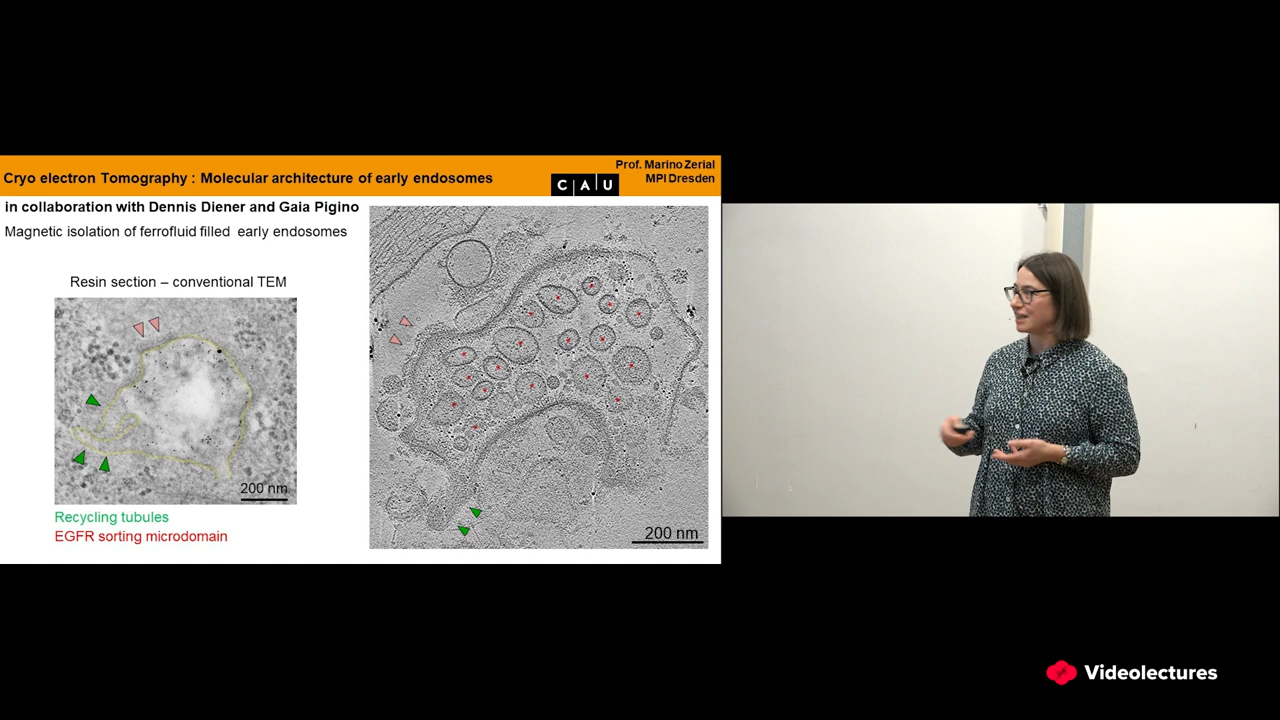 Cryo electron Tomography : Molecular architecture of early endosomes
Prof. Marino Zerial
MPI Dresden
C A U
in collaboration with Dennis Diener and Gaia Pigino
Magnetic isolation of ferrofluid filled early endosomes
Resin section – conventional TEM
200 nm
Recycling tubules
EGFR sorting microdomain
200 nm
Videolectures